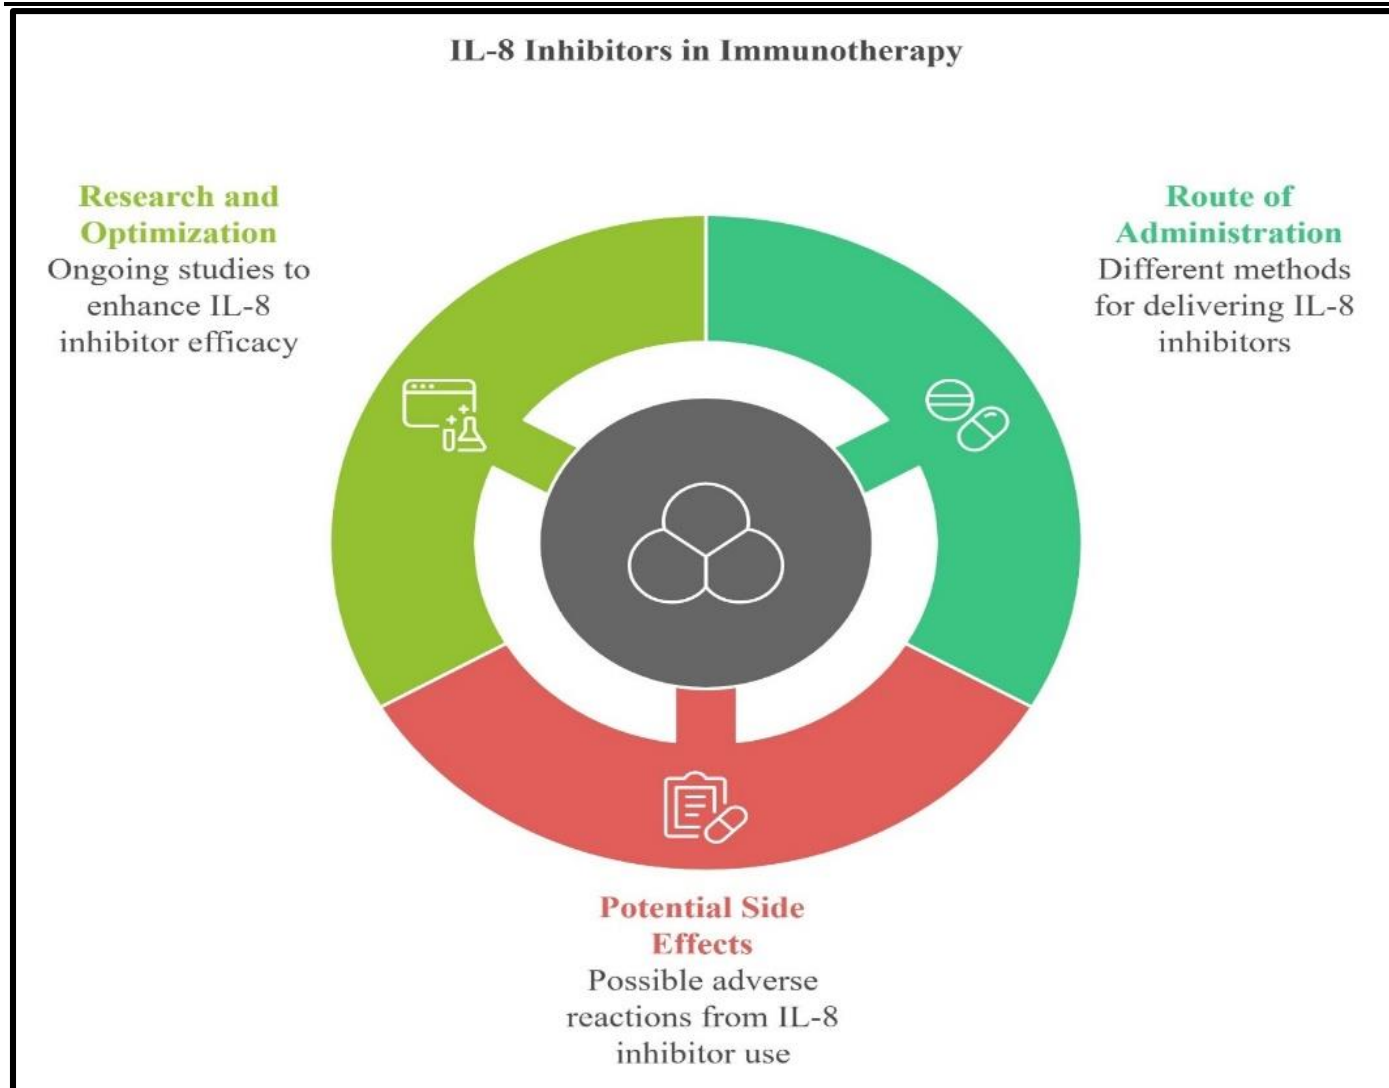 IL-8 Inhibitors in Immunotherapy
Research and
Optimization
Ongoing studies to
enhance IL-8
inhibitor efficacy
Route of
Administration
Different methods
for delivering IL-8
inhibitors
Potential Side
Effects
Possible adverse
reactions from IL-8
inhibitor use